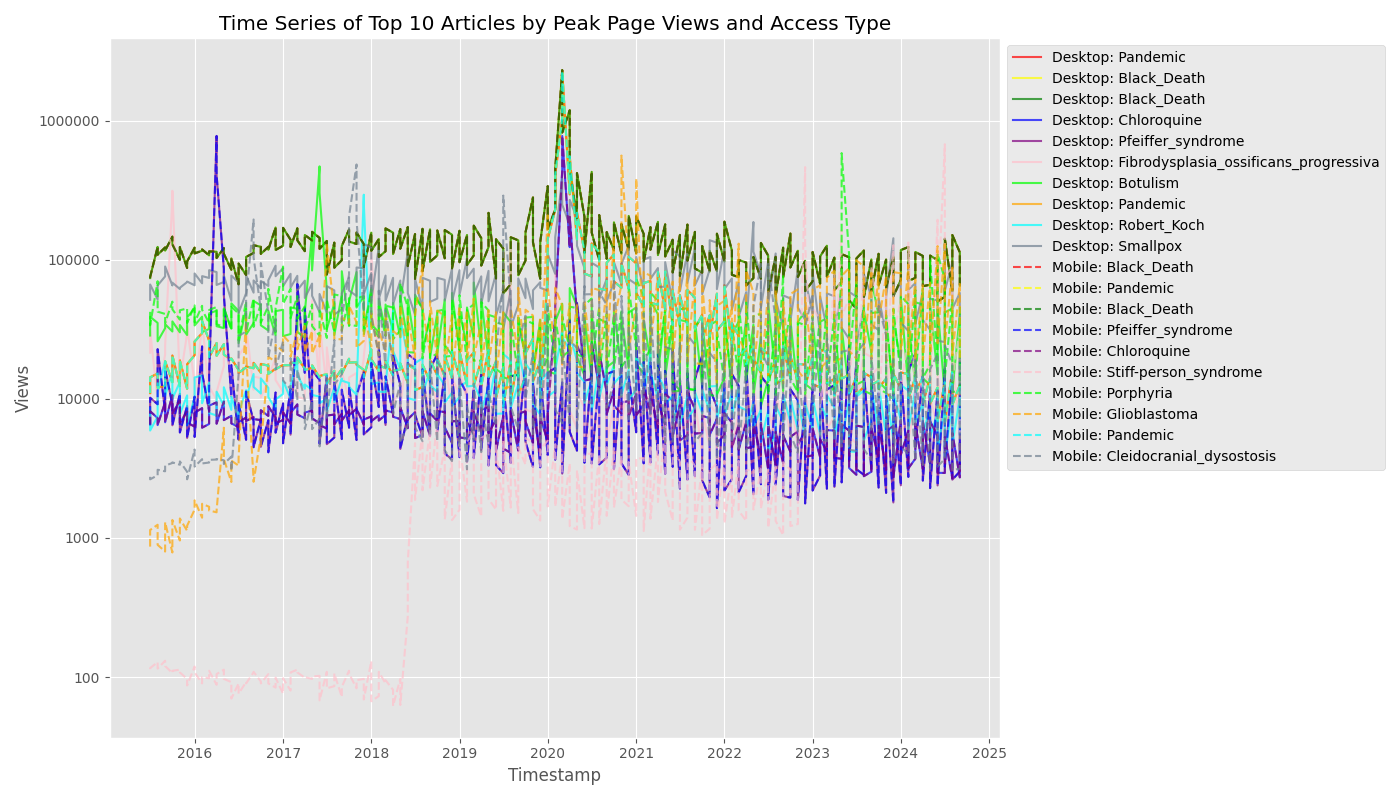 Time Series of Top 10 Articles by Peak Page Views and Access Type
Views
1000000
100000
10000
1000
100
2016
2017
2018
2019
2020
2021
2022
2023
2024
2025
Timestamp
Desktop: Pandemic
Desktop: Black_Death
Desktop: Black_Death
Desktop: Chloroquine
Desktop: Pfeiffer_syndrome
Desktop: Fibrodysplasia_ossificans_progressiva
Desktop: Botulism
Desktop: Pandemic
Desktop: Robert_Koch
Desktop: Smallpox
Mobile: Black_Death
Mobile: Pandemic
Mobile: Black_Death
Mobile: Pfeiffer_syndrome
Mobile: Chloroquine
Mobile: Stiff-person_syndrome
Mobile: Porphyria
Mobile: Glioblastoma
Mobile: Pandemic
Mobile: Cleidocranial_dysostosis